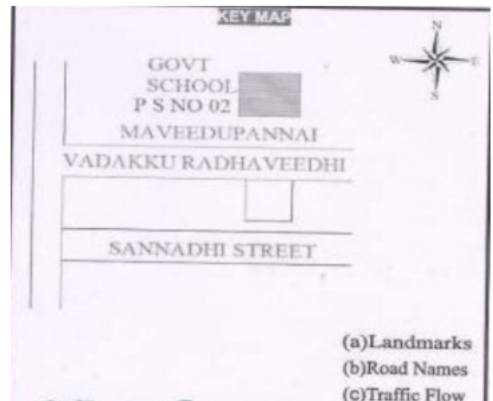 KEY MAP
N
W E
S
GOVT
SCHOOL
P S NO 02
MAVEEDUPANNAI
VADAKKU RADHAVEEDHI
SANNADHI STREET
(a)Landmarks
(b)Road Names
(c)Traffic Flow